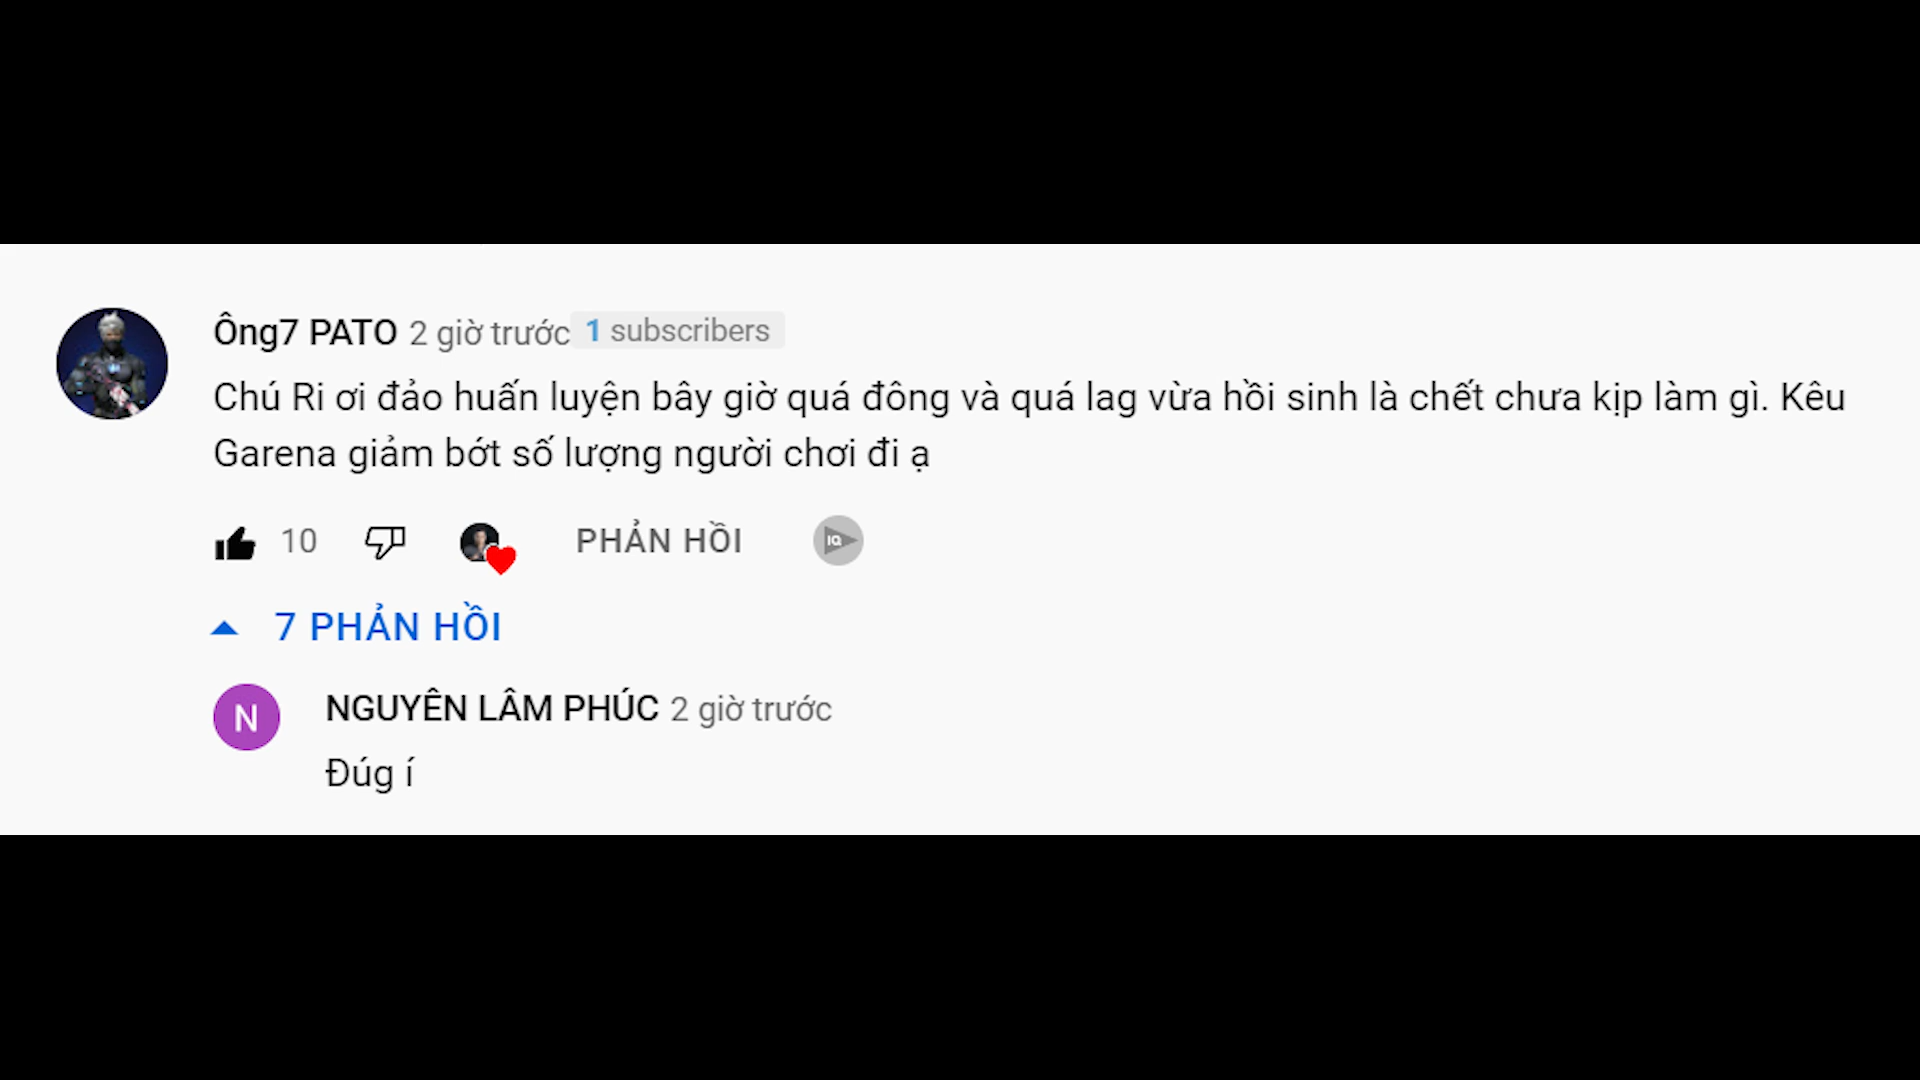 Ông7 PATO 2 giờ trước 1 subscribers
Chú Ri ơi đảo huấn luyện bây giờ quá đông và quá lag vừa hồi sinh là chết chưa kịp làm gì. Kêu
Garena giảm bớt số lượng người chơi đi ạ
10 PHẢN HỒI IQ
7 PHẢN HỒI
N NGUYÊN LÂM PHÚC 2 giờ trước
Đúg í